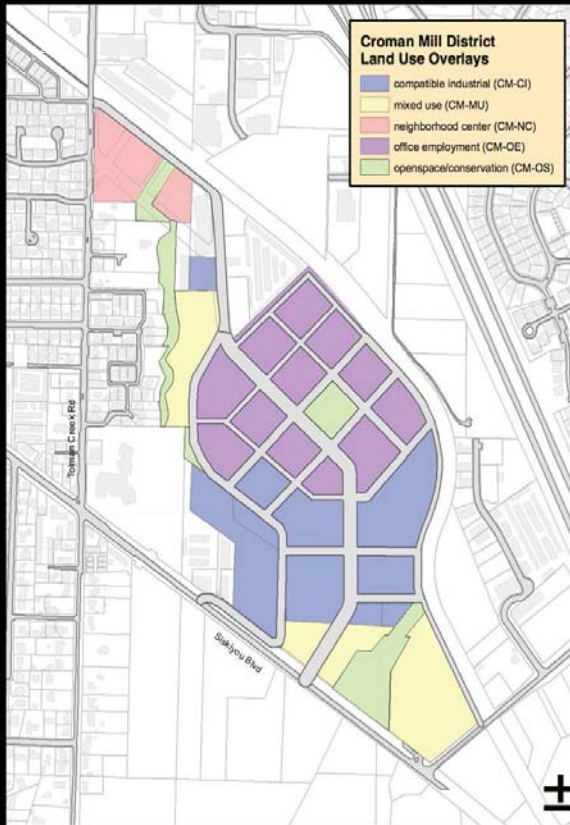 Croman Mill District
Land Use Overlays
compatible industrial (CM-CI)
mixed use (CM-MU)
neighborhood center (CM-NC)
office employment (CM-OE)
openspace/conservation (CM-OS)
Tolman Creek Rd
Siskiyou Blvd